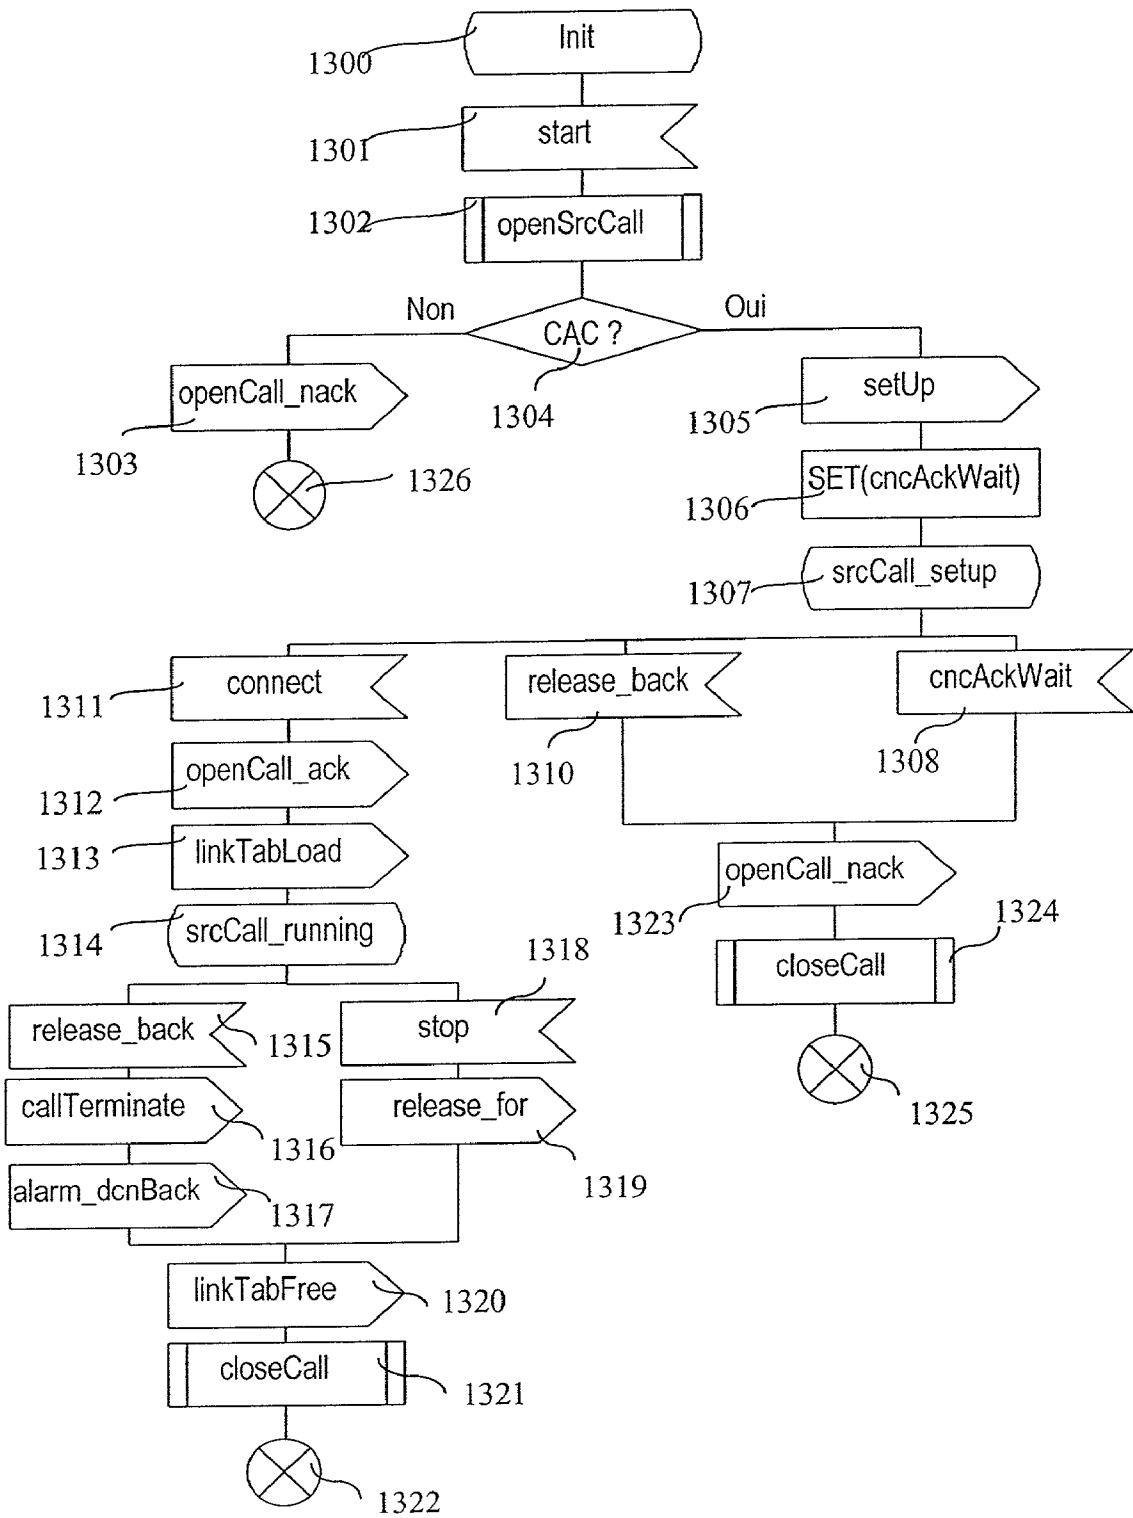 Init
1300
start
1301
openSrcCall
1302
Non
Oui
CAC ?
1304
openCall_nack
1303
1326
setUp
1305
SET(cncAckWait)
1306
srcCall_setup
1307
connect
1311
release_back
1310
cncAckWait
1308
openCall_ack
1312
linkTabLoad
1313
srcCall_running
1314
openCall_nack
1323
closeCall
1324
1325
release_back
1315
stop
1318
callTerminate
1316
release_for
1319
alarm_dcnBack
1317
linkTabFree
1320
closeCall
1321
1322